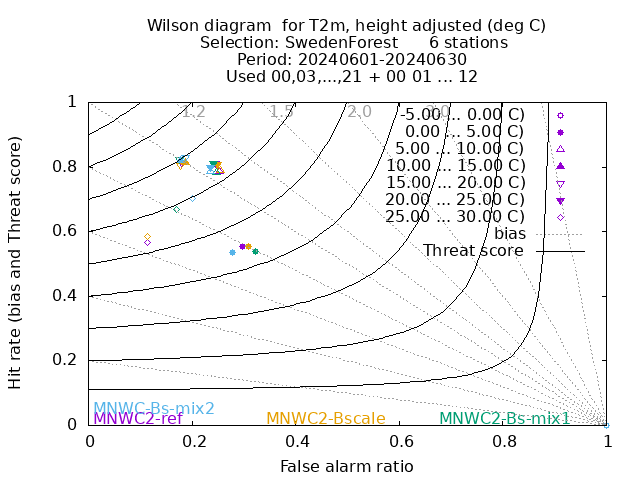 Wilson diagram  for T2m, height adjusted (deg C)
Selection: SwedenForest      6 stations
Period: 20240601-20240630
Used 00,03,...,21 + 00 01 ... 12
Hit rate (bias and Threat score)
1
0.8
0.6
0.4
0.2
0
1.2 1.5 2.0 3.0
-5.00 ... 0.00 C)
0.00 ... 5.00 C)
5.00 ... 10.00 C)
10.00 ... 15.00 C)
15.00 ... 20.00 C)
20.00 ... 25.00 C)
25.00 ... 30.00 C)
bias
Threat score
MNWC-Bs-mix2
MNWC2-ref MNWC2-Bscale MNWC2-Bs-mix1
0 0.2 0.4 0.6 0.8 1
False alarm ratio